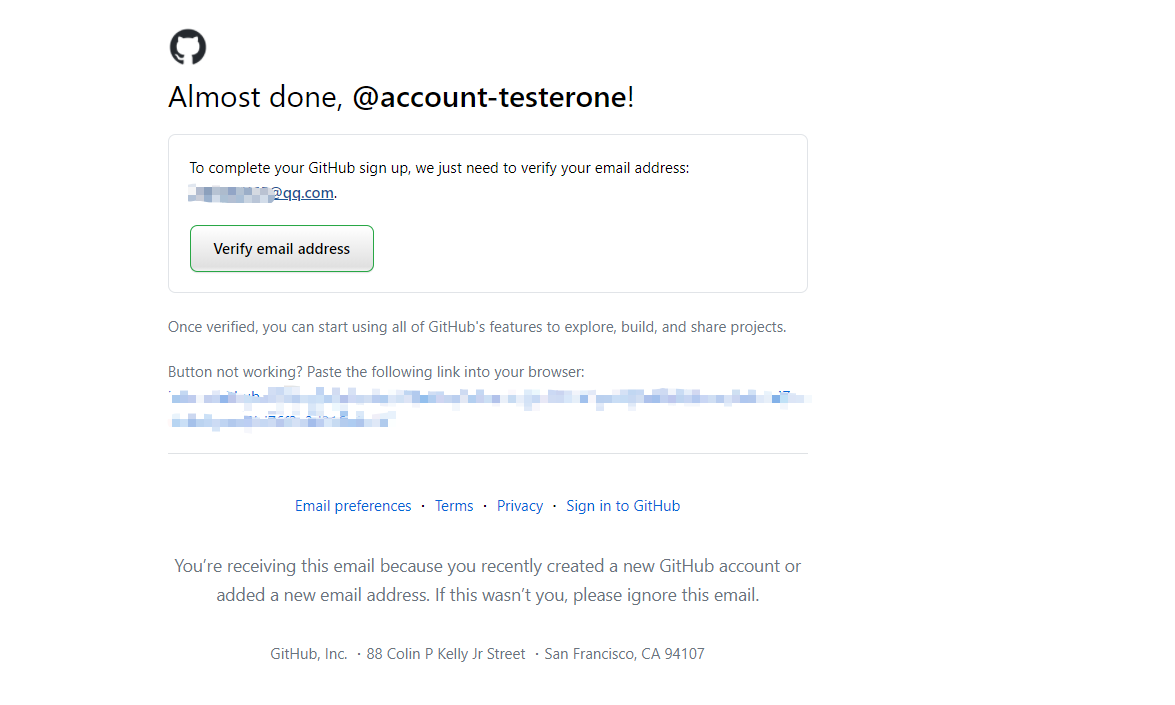 Almost done, @account-testerone!
To complete your GitHub sign up, we just need to verify your email address:
@qq.com.
Verify email address
Once verified, you can start using all of GitHub's features to explore, build, and share projects.
Button not working? Paste the following link into your browser:
Email preferences · Terms · Privacy · Sign in to GitHub
You’re receiving this email because you recently created a new GitHub account or
added a new email address. If this wasn’t you, please ignore this email.
GitHub, Inc. ・88 Colin P Kelly Jr Street ・San Francisco, CA 94107